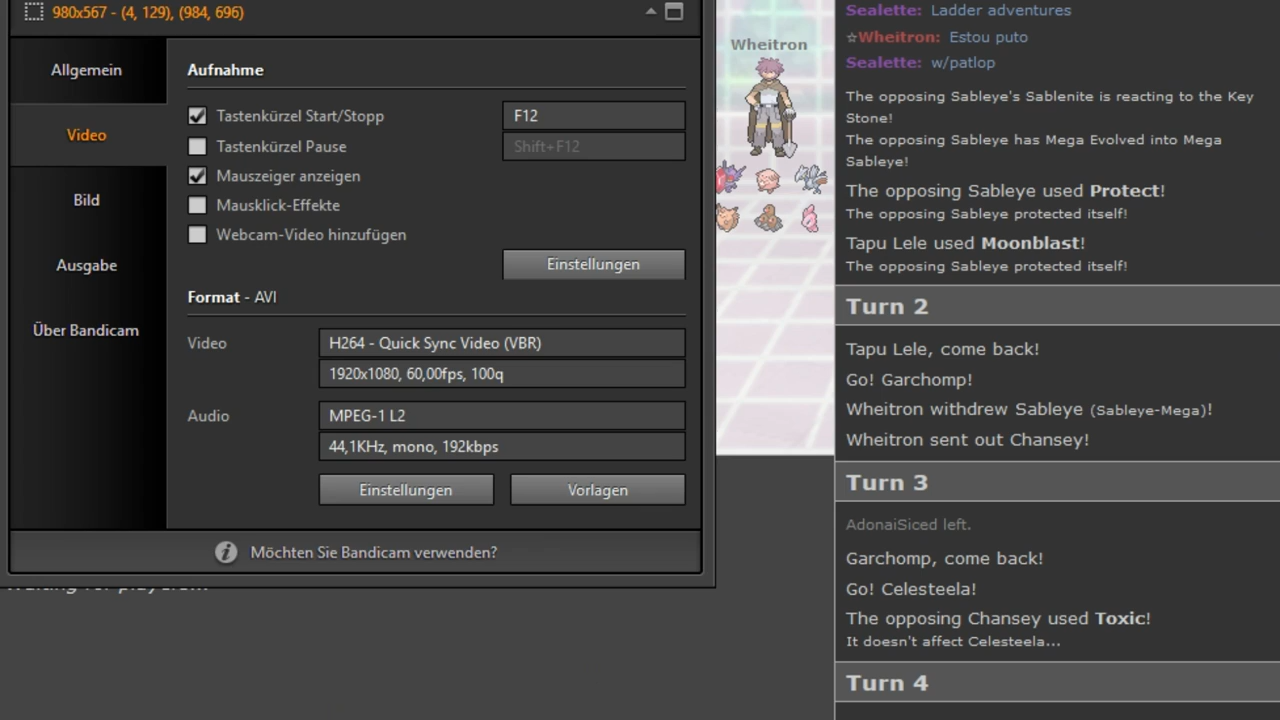 980x567 - (4, 129), (984, 696)
Allgemein
Video
Bild
Ausgabe
Über Bandicam
Aufnahme
Tastenkürzel Start/Stopp
F12
Tastenkürzel Pause
Shift+F12
Mauszeiger anzeigen
Mausklick-Effekte
Webcam-Video hinzufügen
Einstellungen
Format - AVI
Video
H264 - Quick Sync Video (VBR)
1920x1080, 60,00fps, 100q
Audio
MPEG-1 L2
44,1KHz, mono, 192kbps
Einstellungen
Vorlagen
Möchten Sie Bandicam verwenden?
Wheitron
Sealette: Ladder adventures
☆Wheitron: Estou puto
Sealette: w/patlop
The opposing Sableye's Sablenite is reacting to the Key
Stone!
The opposing Sableye has Mega Evolved into Mega
Sableye!
The opposing Sableye used Protect!
The opposing Sableye protected itself!
Tapu Lele used Moonblast!
The opposing Sableye protected itself!
Turn 2
Tapu Lele, come back!
Go! Garchomp!
Wheitron withdrew Sableye (Sableye-Mega)!
Wheitron sent out Chansey!
Turn 3
AdonaiSiced left.
Garchomp, come back!
Go! Celesteela!
The opposing Chansey used Toxic!
It doesn't affect Celesteela...
Turn 4